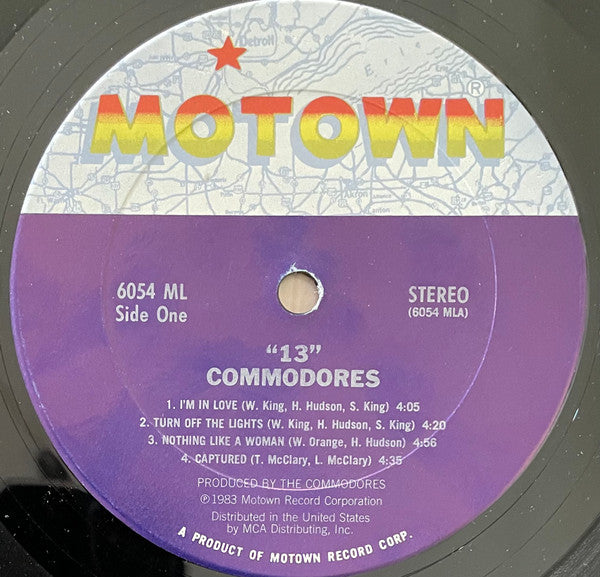 Detroit
Erie
MOTOWN®
6054 ML
Side One
STEREO
(6054 MLA)
"13"
COMMODORES
1. I'M IN LOVE (W. King, H. Hudson, S. King) 4:05
2. TURN OFF THE LIGHTS (W. King, H. Hudson, S. King) 4:20
3. NOTHING LIKE A WOMAN (W. Orange, H. Hudson) 4:56
4. CAPTURED (T. McClary, L. McClary) 4:35
PRODUCED BY THE COMMODORES
℗1983 Motown Record Corporation
Distributed in the United States
by MCA Distributing, Inc.
A PRODUCT OF MOTOWN RECORD CORP.